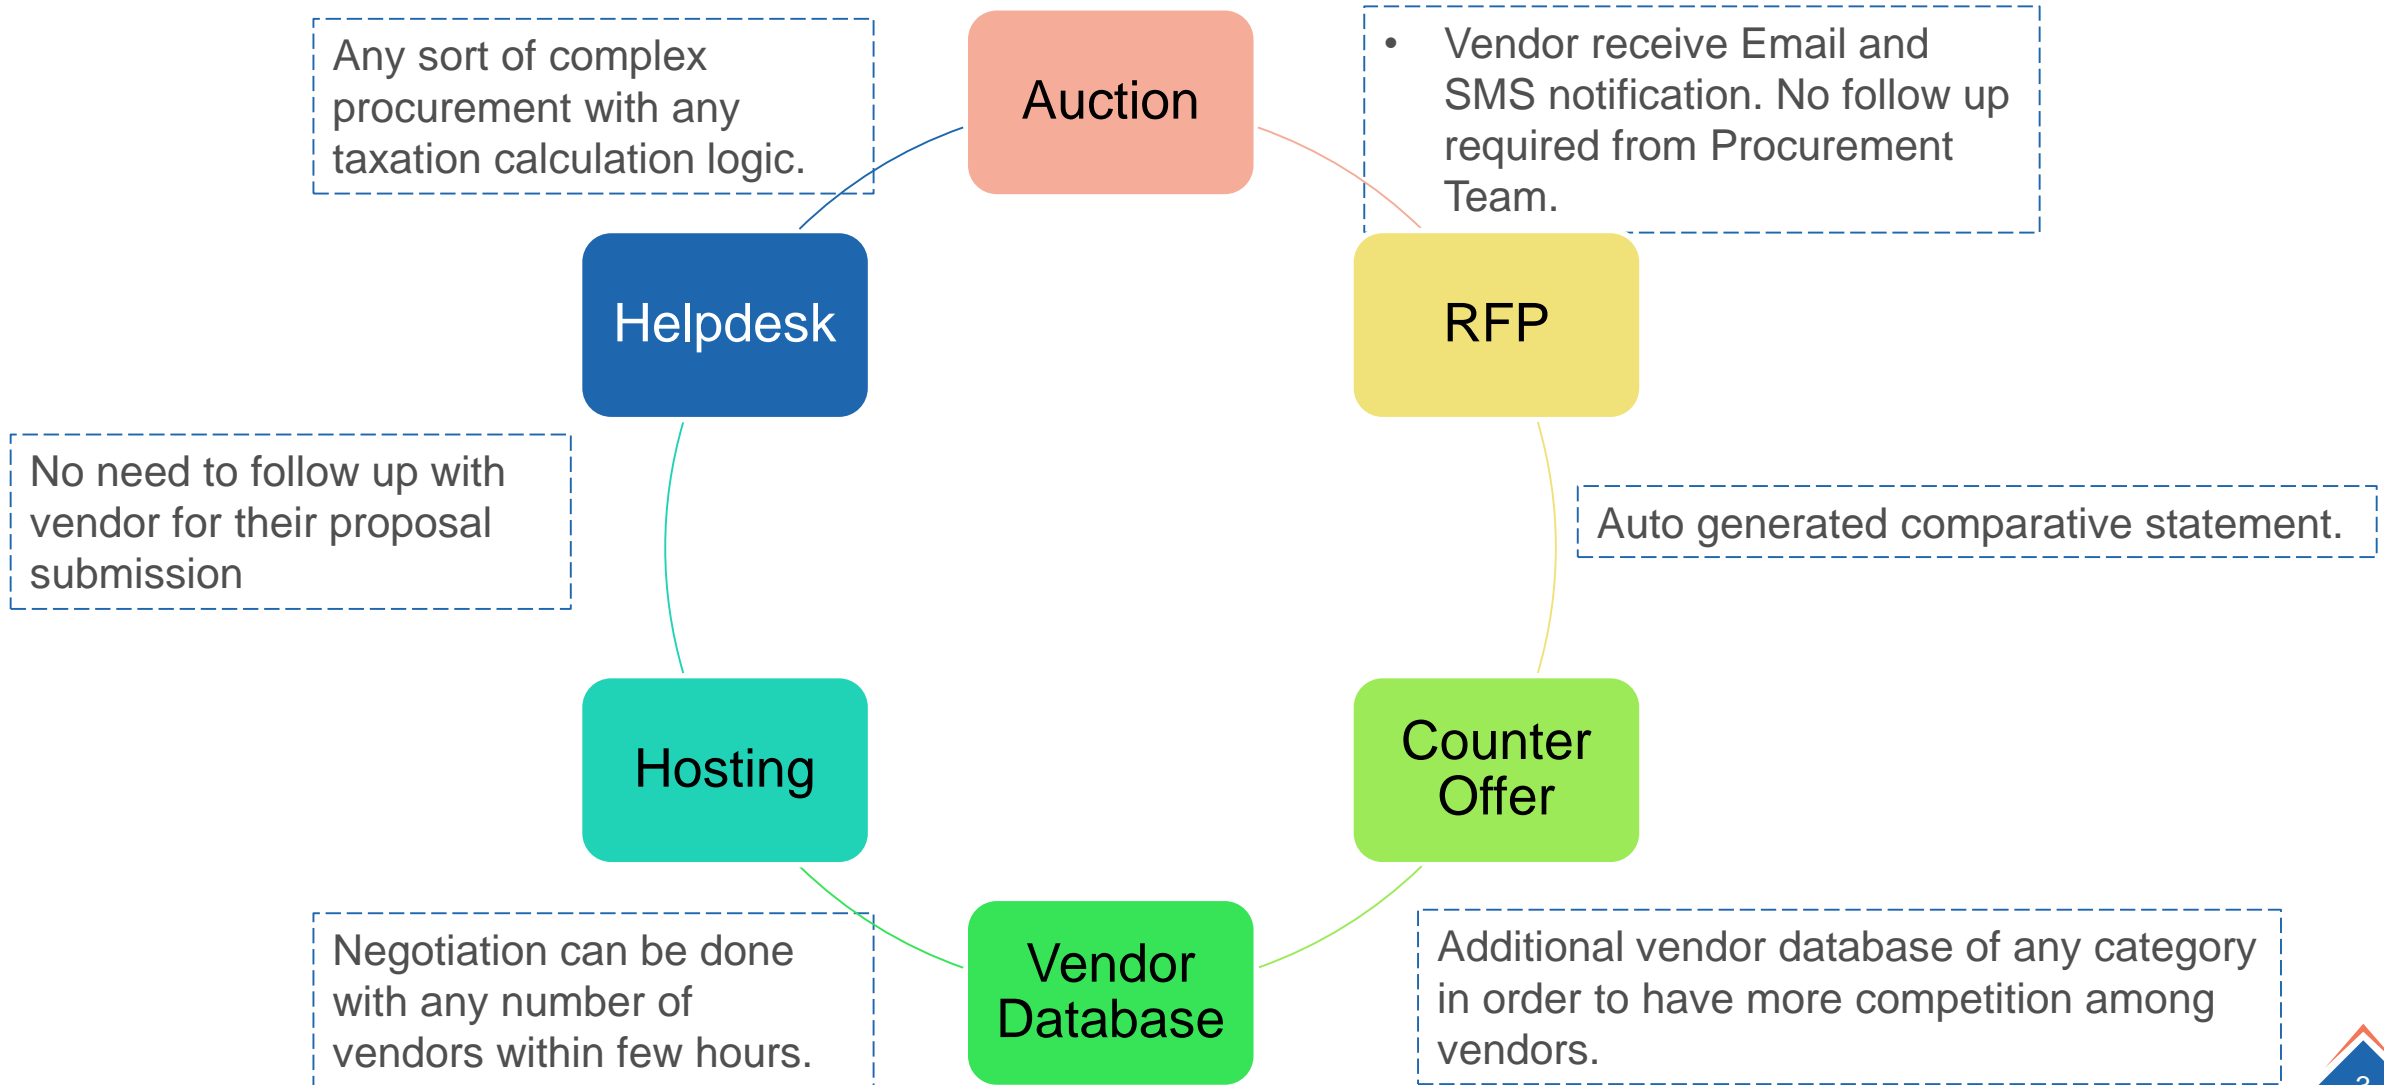 Any sort of complex
procurement with any
taxation calculation logic.
Auction
• Vendor receive Email and
SMS notification. No follow up
required from Procurement
Team.
Helpdesk
RFP
No need to follow up with
vendor for their proposal
submission
Auto generated comparative statement.
Hosting
Counter
Offer
Negotiation can be done
with any number of
vendors within few hours.
Vendor
Database
Additional vendor database of any category
in order to have more competition among
vendors.